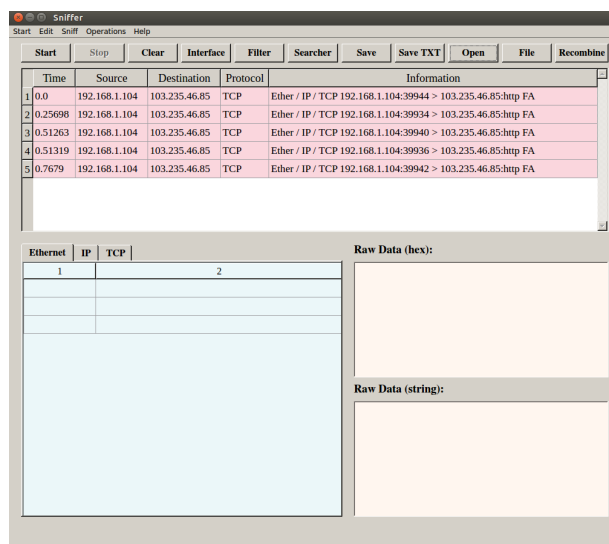 Sniffer
Start Edit Sniff Operations Help
Start Stop Clear Interface Filter Searcher Save Save TXT Open File Recombine
Time Source Destination Protocol Information
1 0.0 192.168.1.104 103.235.46.85 TCP Ether / IP / TCP 192.168.1.104:39944 > 103.235.46.85:http FA
2 0.25698 192.168.1.104 103.235.46.85 TCP Ether / IP / TCP 192.168.1.104:39934 > 103.235.46.85:http FA
3 0.51263 192.168.1.104 103.235.46.85 TCP Ether / IP / TCP 192.168.1.104:39940 > 103.235.46.85:http FA
4 0.51319 192.168.1.104 103.235.46.85 TCP Ether / IP / TCP 192.168.1.104:39936 > 103.235.46.85:http FA
5 0.7679 192.168.1.104 103.235.46.85 TCP Ether / IP / TCP 192.168.1.104:39942 > 103.235.46.85:http FA
Ethernet IP TCP
1 2
Raw Data (hex):
Raw Data (string):